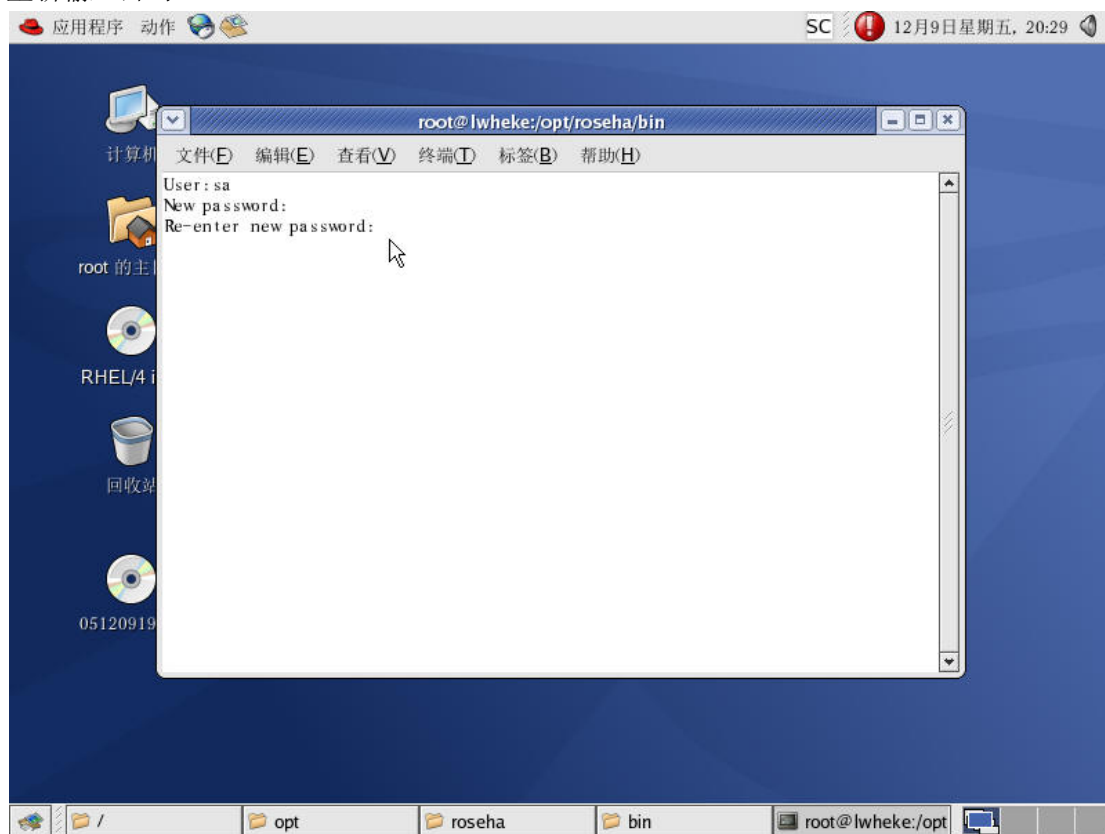 应用程序 动作 SC 12月9日星期五, 20:29
root@lwheke:/opt/roseha/bin
文件(F) 编辑(E) 查看(V) 终端(T) 标签(B) 帮助(H)
User:sa
New password:
Re-enter new password:
计算机
root 的主
RHEL/4 i
回收站
05120919
/ opt roseha bin root@lwheke:/opt